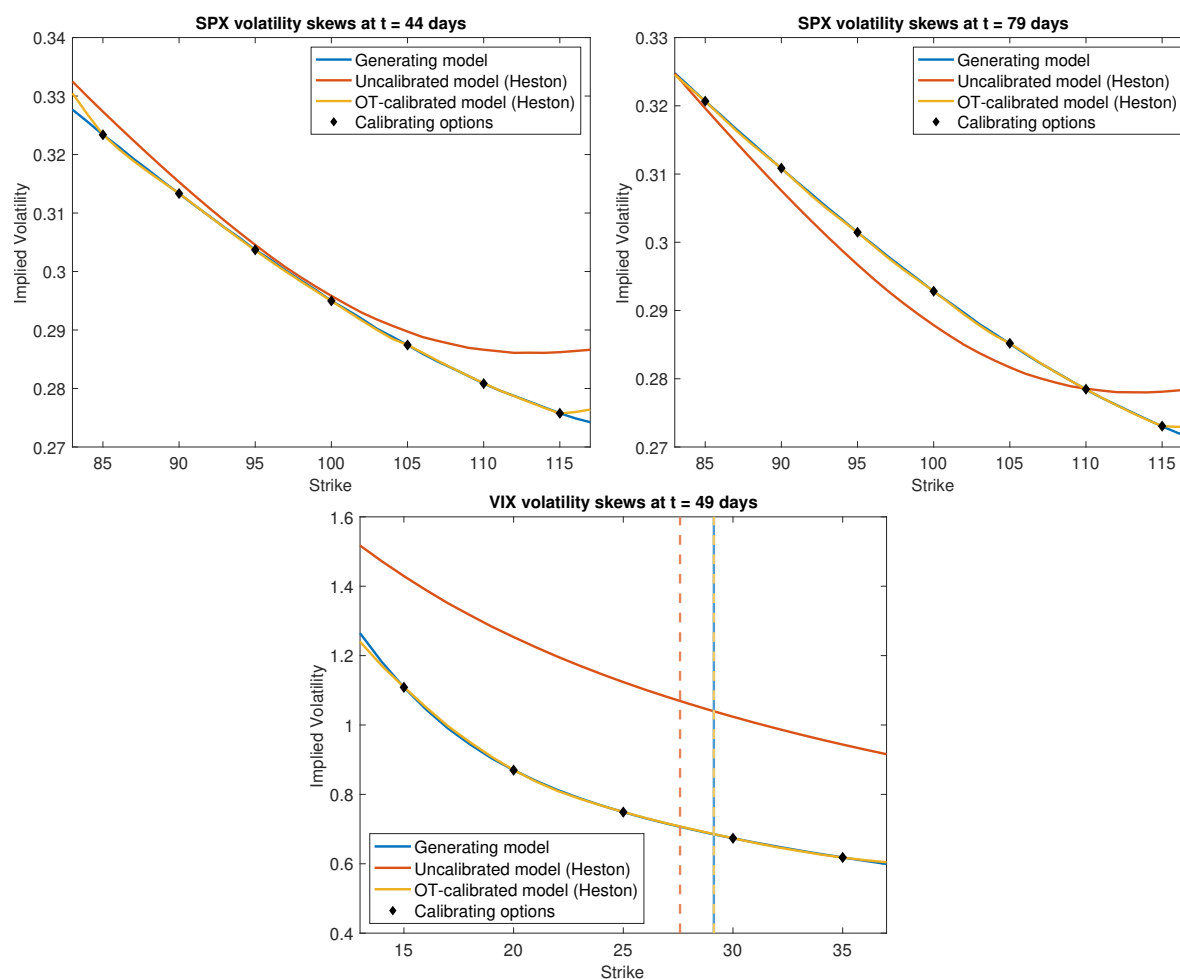 SPX volatility skews at t = 44 days
0.34
0.33
0.32
0.31
0.3
0.29
0.28
0.27
Implied Volatility
Generating model
Uncalibrated model (Heston)
OT-calibrated model (Heston)
Calibrating options
85 90 95 100 105 110 115
Strike
SPX volatility skews at t = 79 days
0.33
0.32
0.31
0.3
0.29
0.28
0.27
Implied Volatility
Generating model
Uncalibrated model (Heston)
OT-calibrated model (Heston)
Calibrating options
85 90 95 100 105 110 115
Strike
VIX volatility skews at t = 49 days
1.6
1.4
1.2
1
0.8
0.6
0.4
Implied Volatility
Generating model
Uncalibrated model (Heston)
OT-calibrated model (Heston)
Calibrating options
15 20 25 30 35
Strike